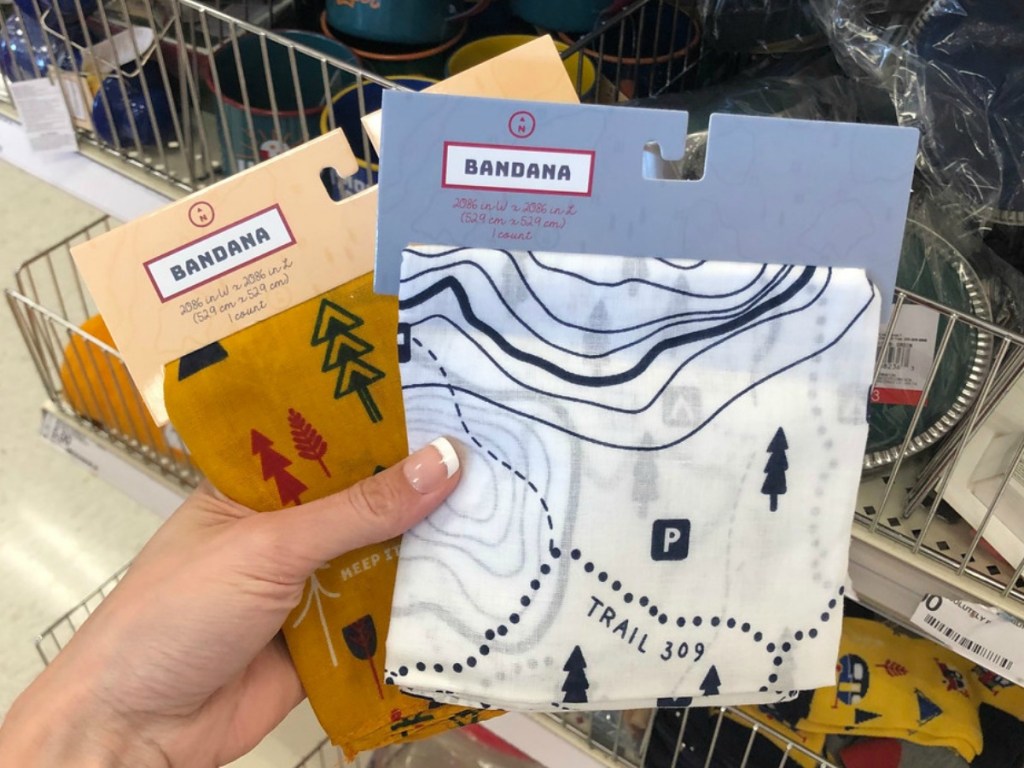 A
N
BANDANA
20.86 in W x 20.86 in L
(52.9 cm x 52.9 cm)
1 count
A
N
BANDANA
20.86 in W x 20.86 in L
(52.9 cm x 52.9 cm)
1 count
P
TRAIL 309
KEEP IT